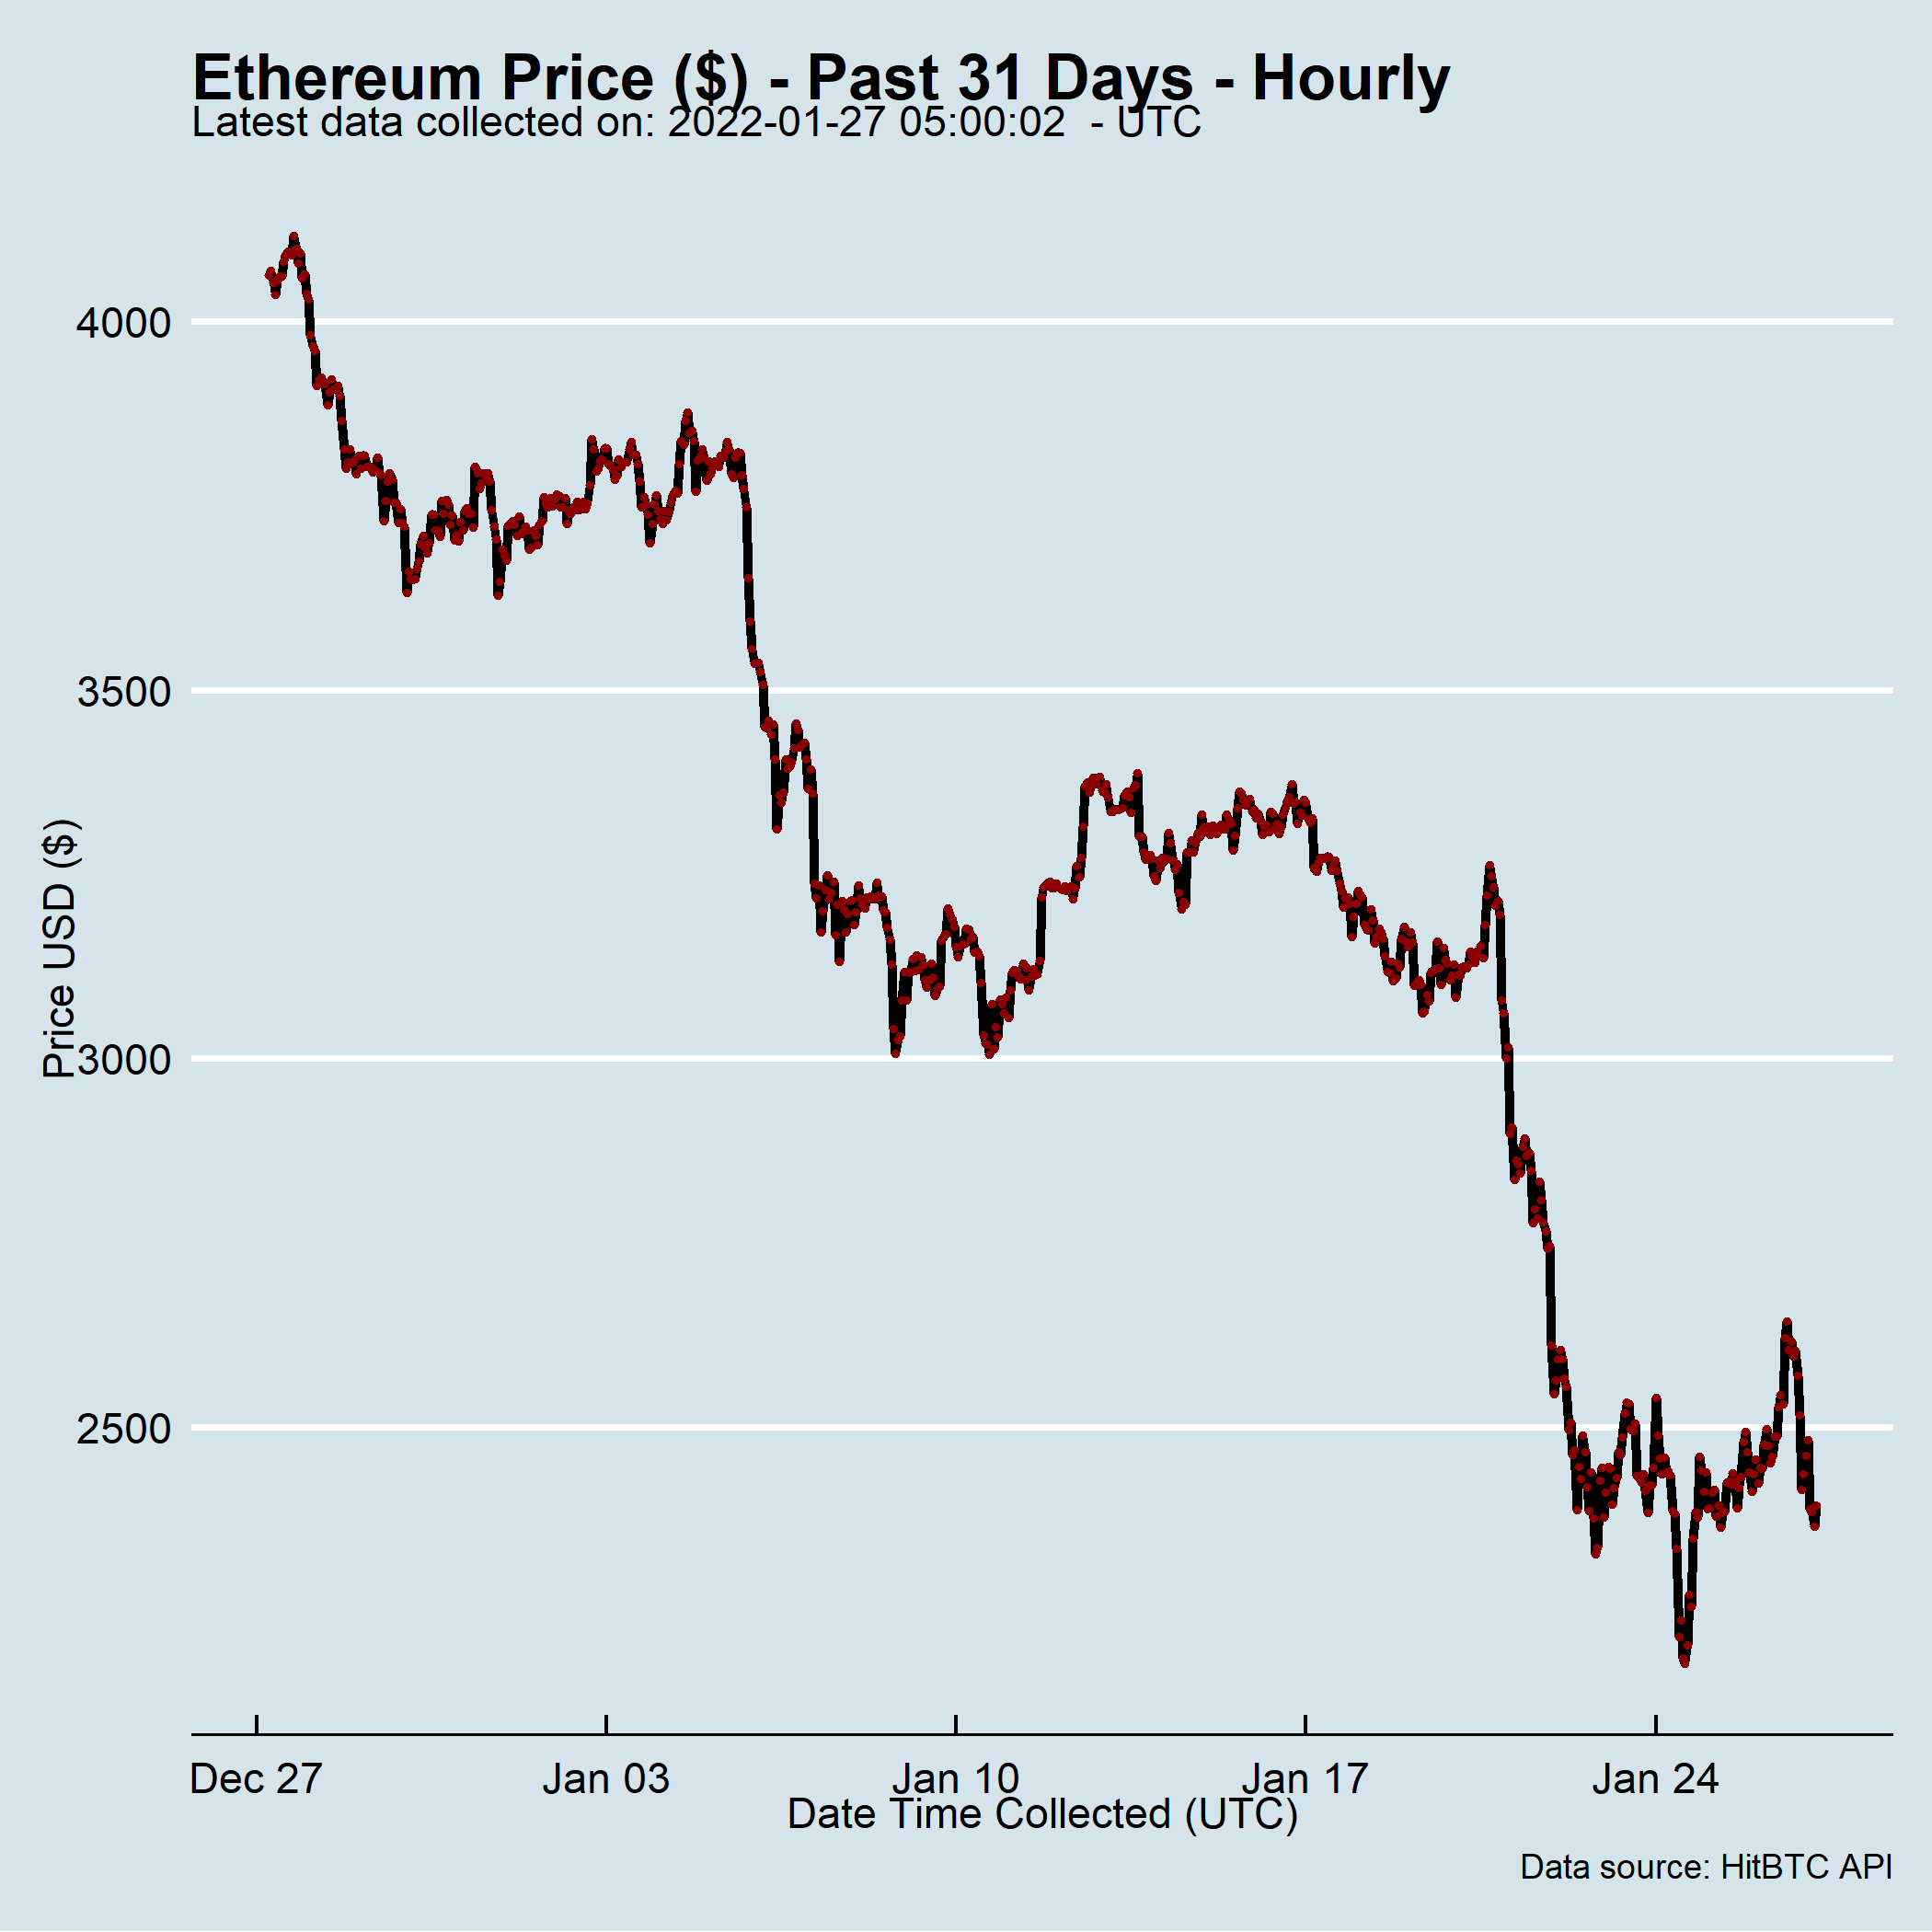 Ethereum Price ($) - Past 31 Days - Hourly
Latest data collected on: 2022-01-27 05:00:02  - UTC
4000
3500
3000
2500
Price USD ($)
Dec 27
Jan 03
Jan 10
Jan 17
Jan 24
Date Time Collected (UTC)
Data source: HitBTC API